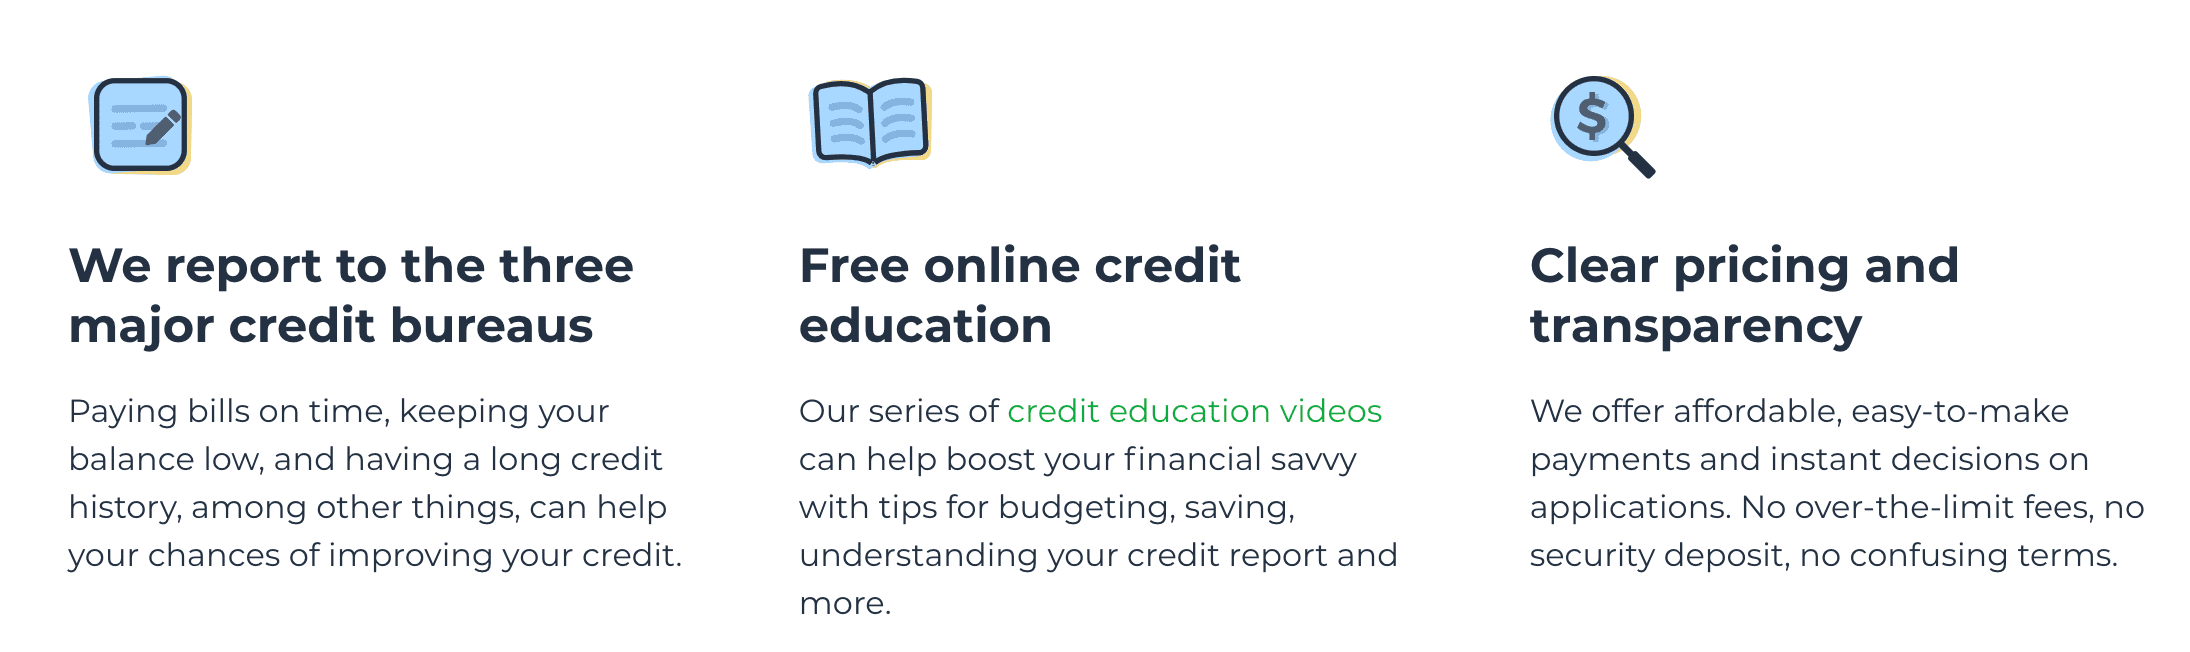 We report to the three
major credit bureaus
Paying bills on time, keeping your
balance low, and having a long credit
history, among other things, can help
your chances of improving your credit.
Free online credit
education
Our series of credit education videos
can help boost your financial savvy
with tips for budgeting, saving,
understanding your credit report and
more.
Clear pricing and
transparency
We offer affordable, easy-to-make
payments and instant decisions on
applications. No over-the-limit fees, no
security deposit, no confusing terms.